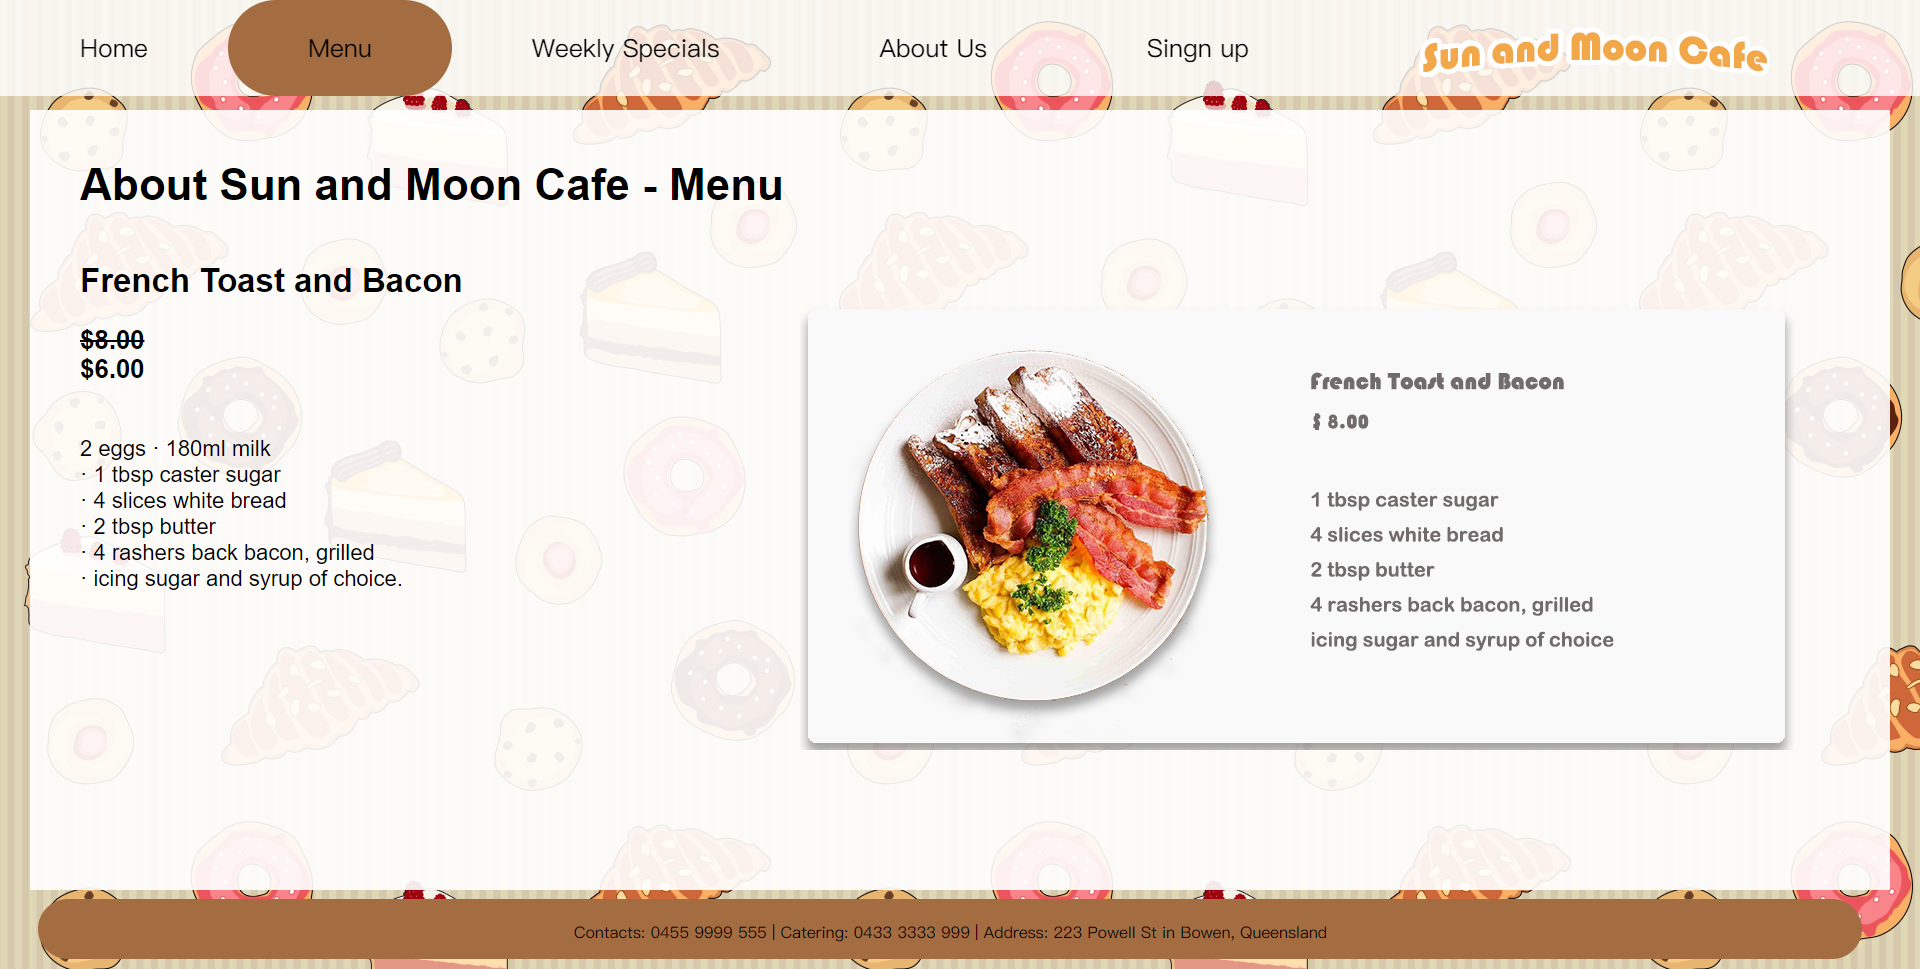 Home Menu Weekly Specials About Us Singn up Sun and Moon Cafe
About Sun and Moon Cafe - Menu
French Toast and Bacon
$8.00
$6.00
2 eggs · 180ml milk
· 1 tbsp caster sugar
· 4 slices white bread
· 2 tbsp butter
· 4 rashers back bacon, grilled
· icing sugar and syrup of choice.
French Toast and Bacon
$ 8.00
1 tbsp caster sugar
4 slices white bread
2 tbsp butter
4 rashers back bacon, grilled
icing sugar and syrup of choice
Contacts: 0455 9999 555 | Catering: 0433 3333 999 | Address: 223 Powell St in Bowen, Queensland